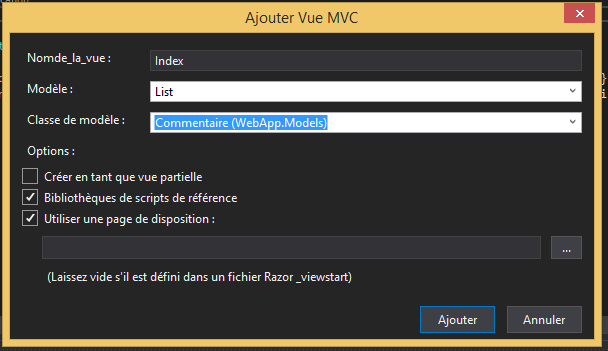 Ajouter Vue MVC
Nomde_la_vue : Index
Modèle : List
Classe de modèle : Commentaire (WebApp.Models)
Options :
Créer en tant que vue partielle
Bibliothèques de scripts de référence
Utiliser une page de disposition :
...
(Laissez vide s'il est défini dans un fichier Razor _viewstart)
Ajouter Annuler